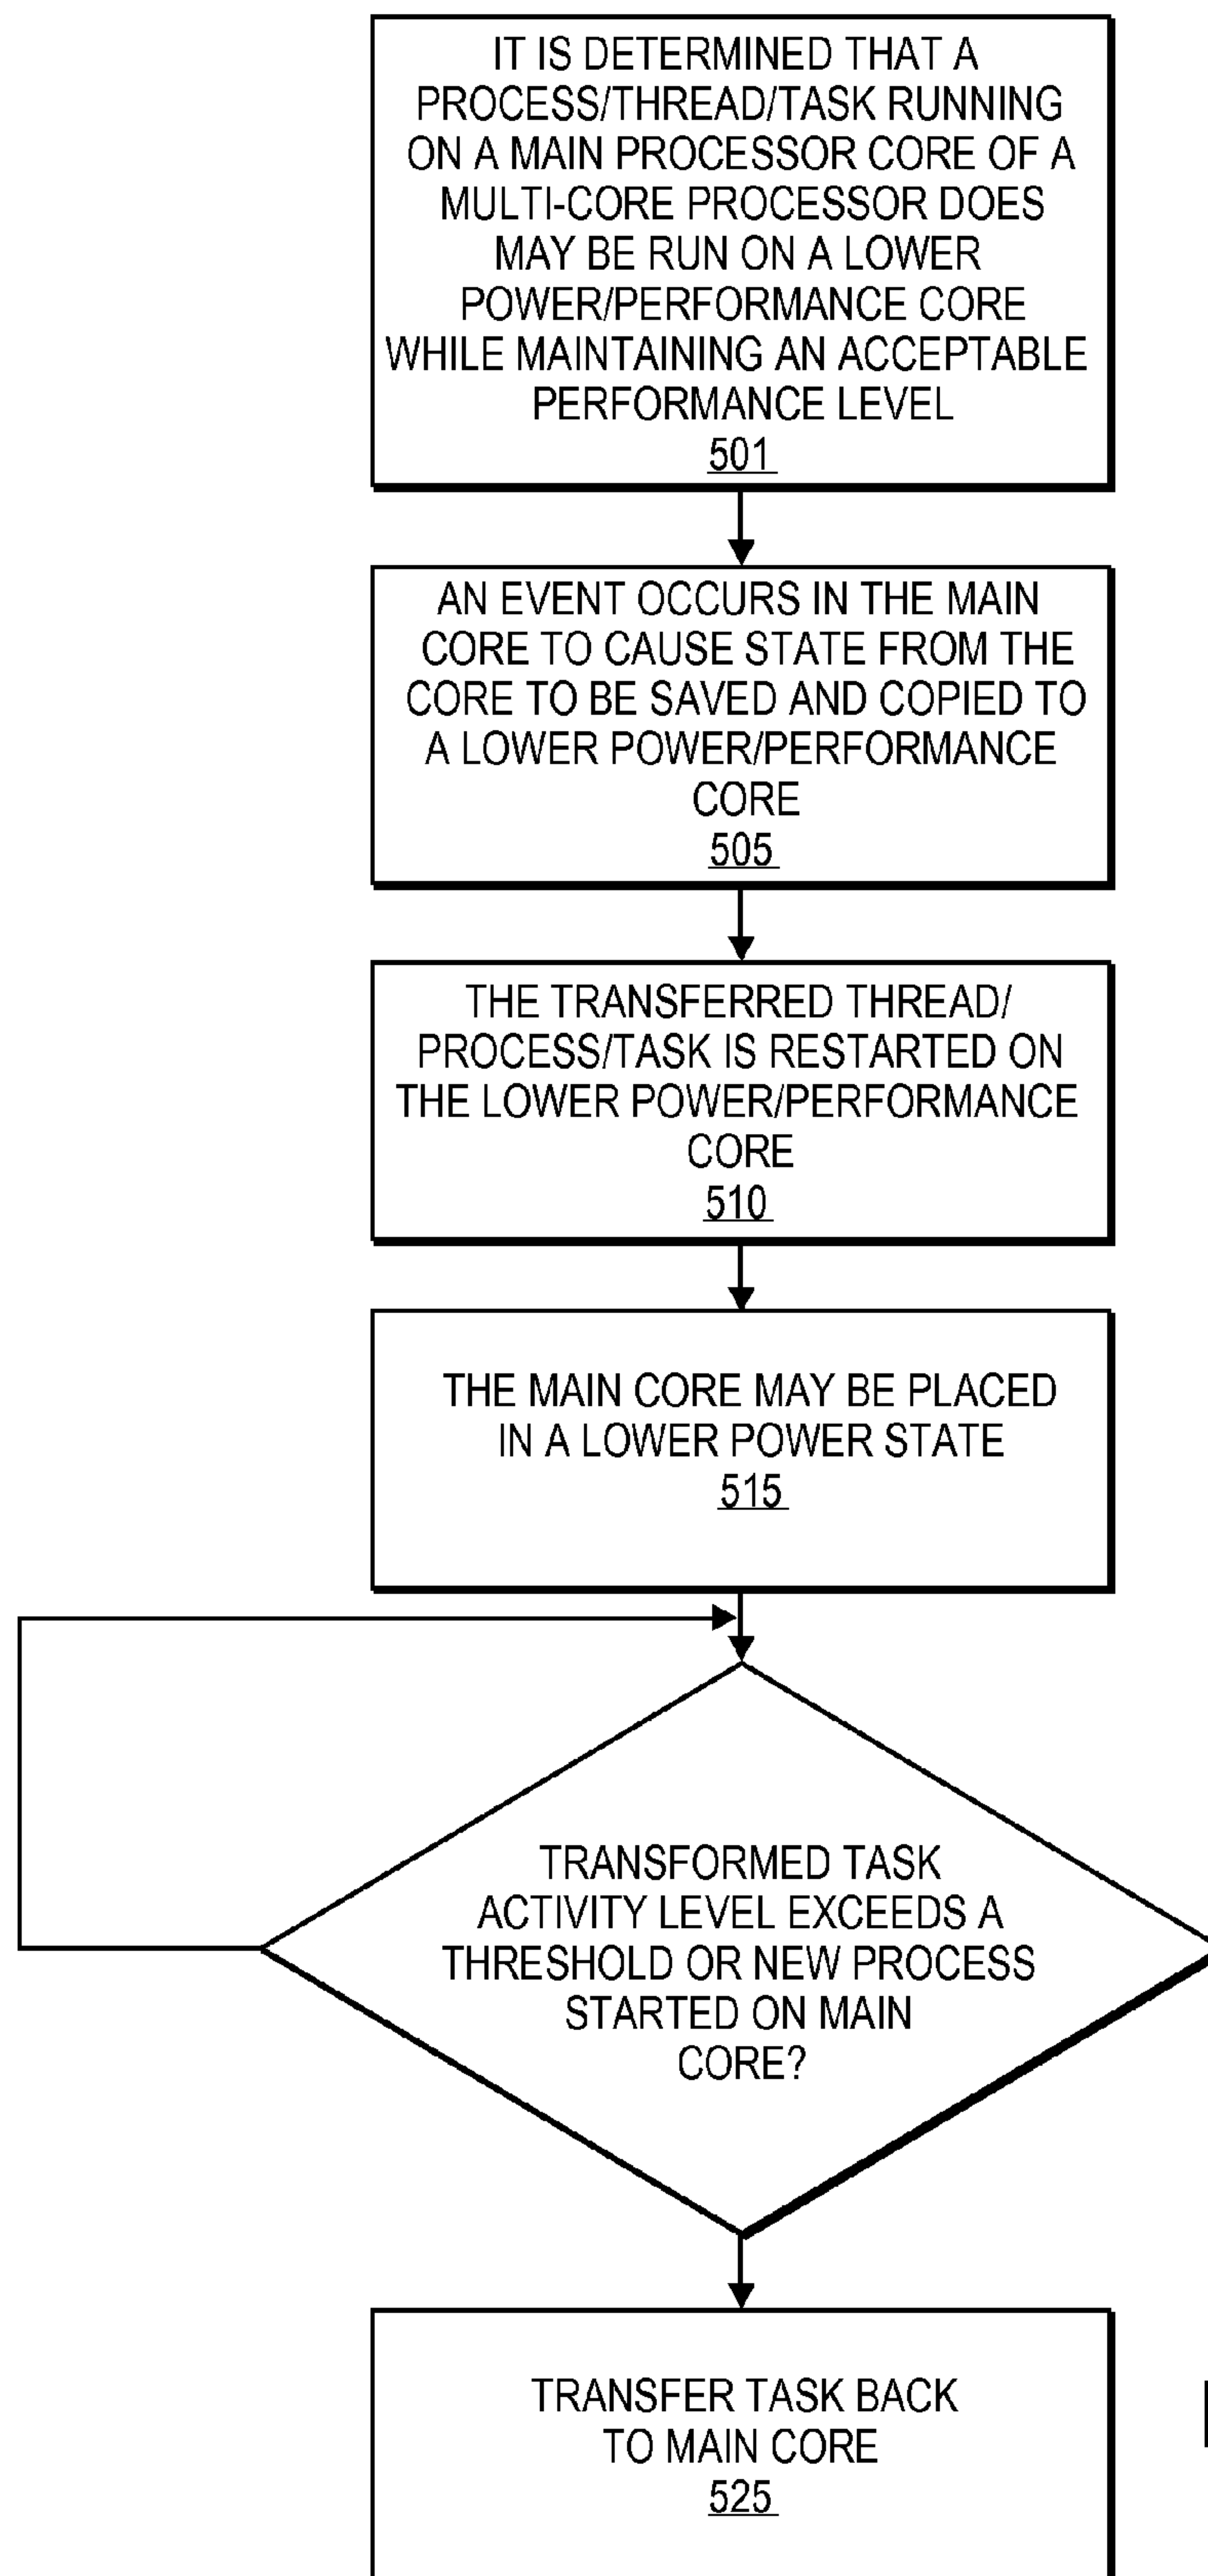 IT IS DETERMINED THAT A
PROCESS/THREAD/TASK RUNNING
ON A MAIN PROCESSOR CORE OF A
MULTI-CORE PROCESSOR DOES
MAY BE RUN ON A LOWER
POWER/PERFORMANCE CORE
WHILE MAINTAINING AN ACCEPTABLE
PERFORMANCE LEVEL
501
AN EVENT OCCURS IN THE MAIN
CORE TO CAUSE STATE FROM THE
CORE TO BE SAVED AND COPIED TO
A LOWER POWER/PERFORMANCE
CORE
505
THE TRANSFERRED THREAD/
PROCESS/TASK IS RESTARTED ON
THE LOWER POWER/PERFORMANCE
CORE
510
THE MAIN CORE MAY BE PLACED
IN A LOWER POWER STATE
515
TRANSFORMED TASK
ACTIVITY LEVEL EXCEEDS A
THRESHOLD OR NEW PROCESS
STARTED ON MAIN
CORE?
TRANSFER TASK BACK
TO MAIN CORE
525